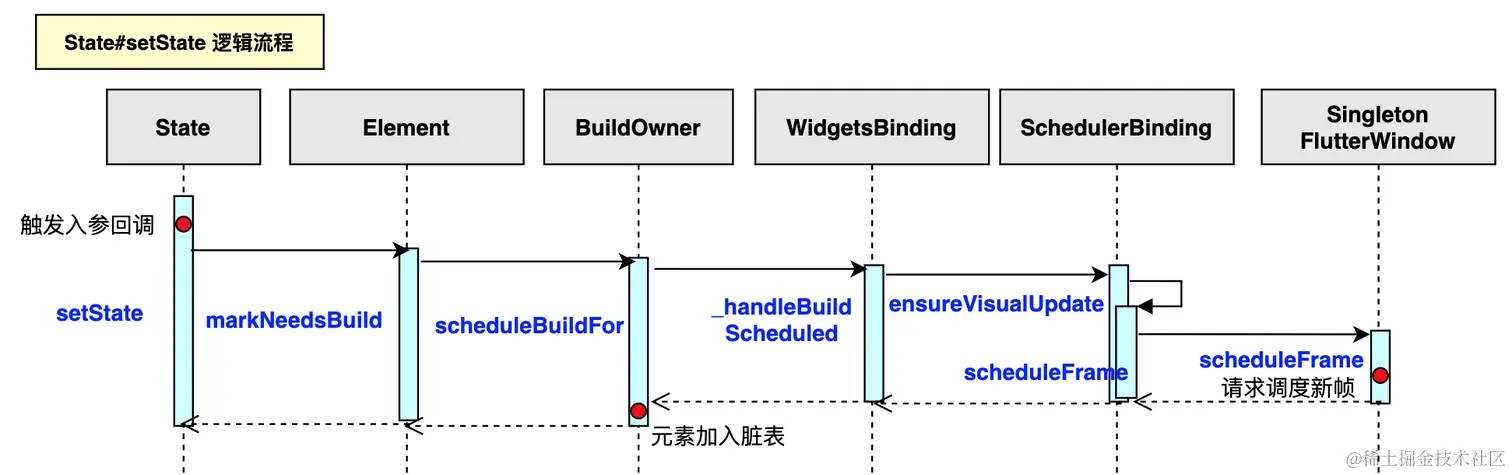 State#setState 逻辑流程
State
Element
BuildOwner
WidgetsBinding
SchedulerBinding
Singleton
FlutterWindow
触发入参回调
setState
markNeedsBuild
scheduleBuildFor
_handleBuild
Scheduled
ensureVisualUpdate
scheduleFrame
scheduleFrame
请求调度新帧
元素加入脏表
@稀土掘金技术社区